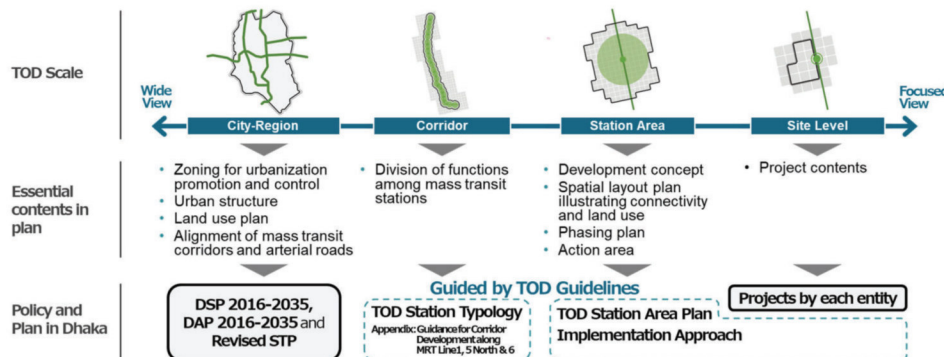 TOD Scale
Wide
View
Focused
View
City-Region
Corridor
Station Area
Site Level
Essential
contents in
plan
• Zoning for urbanization
promotion and control
• Urban structure
• Land use plan
• Alignment of mass transit
corridors and arterial roads
• Division of functions
among mass transit
stations
• Development concept
• Spatial layout plan
illustrating connectivity
and land use
• Phasing plan
• Action area
• Project contents
Policy and
Plan in Dhaka
DSP 2016-2035,
DAP 2016-2035 and
Revised STP
Guided by TOD Guidelines
TOD Station Typology
Appendix: Guidance for Corridor
Development along
MRT Line1, 5 North & 6
TOD Station Area Plan
Implementation Approach
Projects by each entity